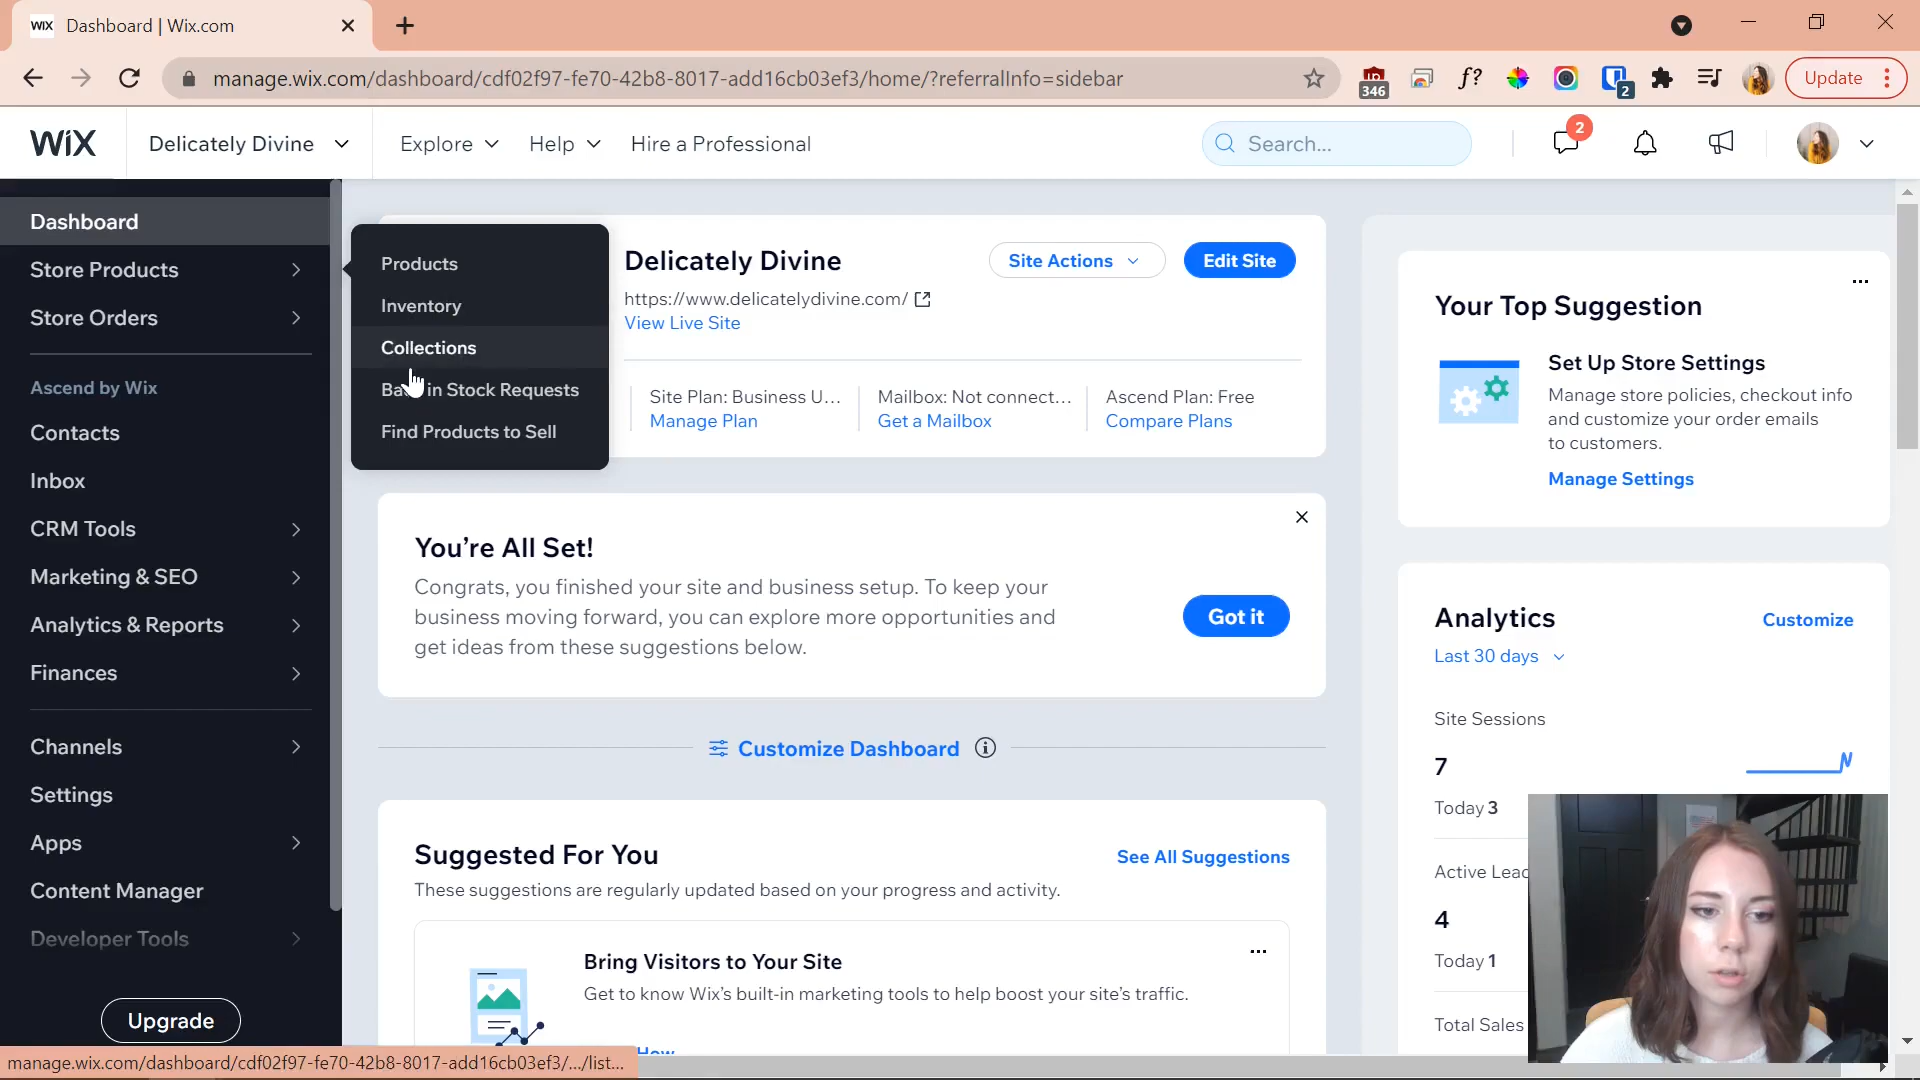 WiX Dashboard | Wix.com
manage.wix.com/dashboard/cdf02f97-fe70-42b8-8017-add16cb03ef3/home/?referralInfo=sidebar
346
f?
2
Update
WiX
Delicately Divine
Explore
Help
Hire a Professional
Search...
2
Dashboard
Store Products
Store Orders
Ascend by Wix
Contacts
Inbox
CRM Tools
Marketing & SEO
Analytics & Reports
Finances
Channels
Settings
Apps
Content Manager
Developer Tools
Upgrade
Products
Inventory
Collections
in Stock Requests
Find Products to Sell
Delicately Divine
Site Actions
Edit Site
https://www.delicatelydivine.com/
View Live Site
Site Plan: Business U...
Manage Plan
Mailbox: Not connect...
Get a Mailbox
Ascend Plan: Free
Compare Plans
You're All Set!
Congrats, you finished your site and business setup. To keep your
business moving forward, you can explore more opportunities and
get ideas from these suggestions below.
Got it
Customize Dashboard
Suggested For You
See All Suggestions
These suggestions are regularly updated based on your progress and activity.
Bring Visitors to Your Site
Get to know Wix's built-in marketing tools to help boost your site's traffic.
Your Top Suggestion
Set Up Store Settings
Manage store policies, checkout info
and customize your order emails
to customers.
Manage Settings
Analytics
Customize
Last 30 days
Site Sessions
7
Today 3
Active
4
Today 1
Total Sales
manage.wix.com/dashboard/cdf02f97-fe70-42b8-8017-add16cb03ef3/.../list...